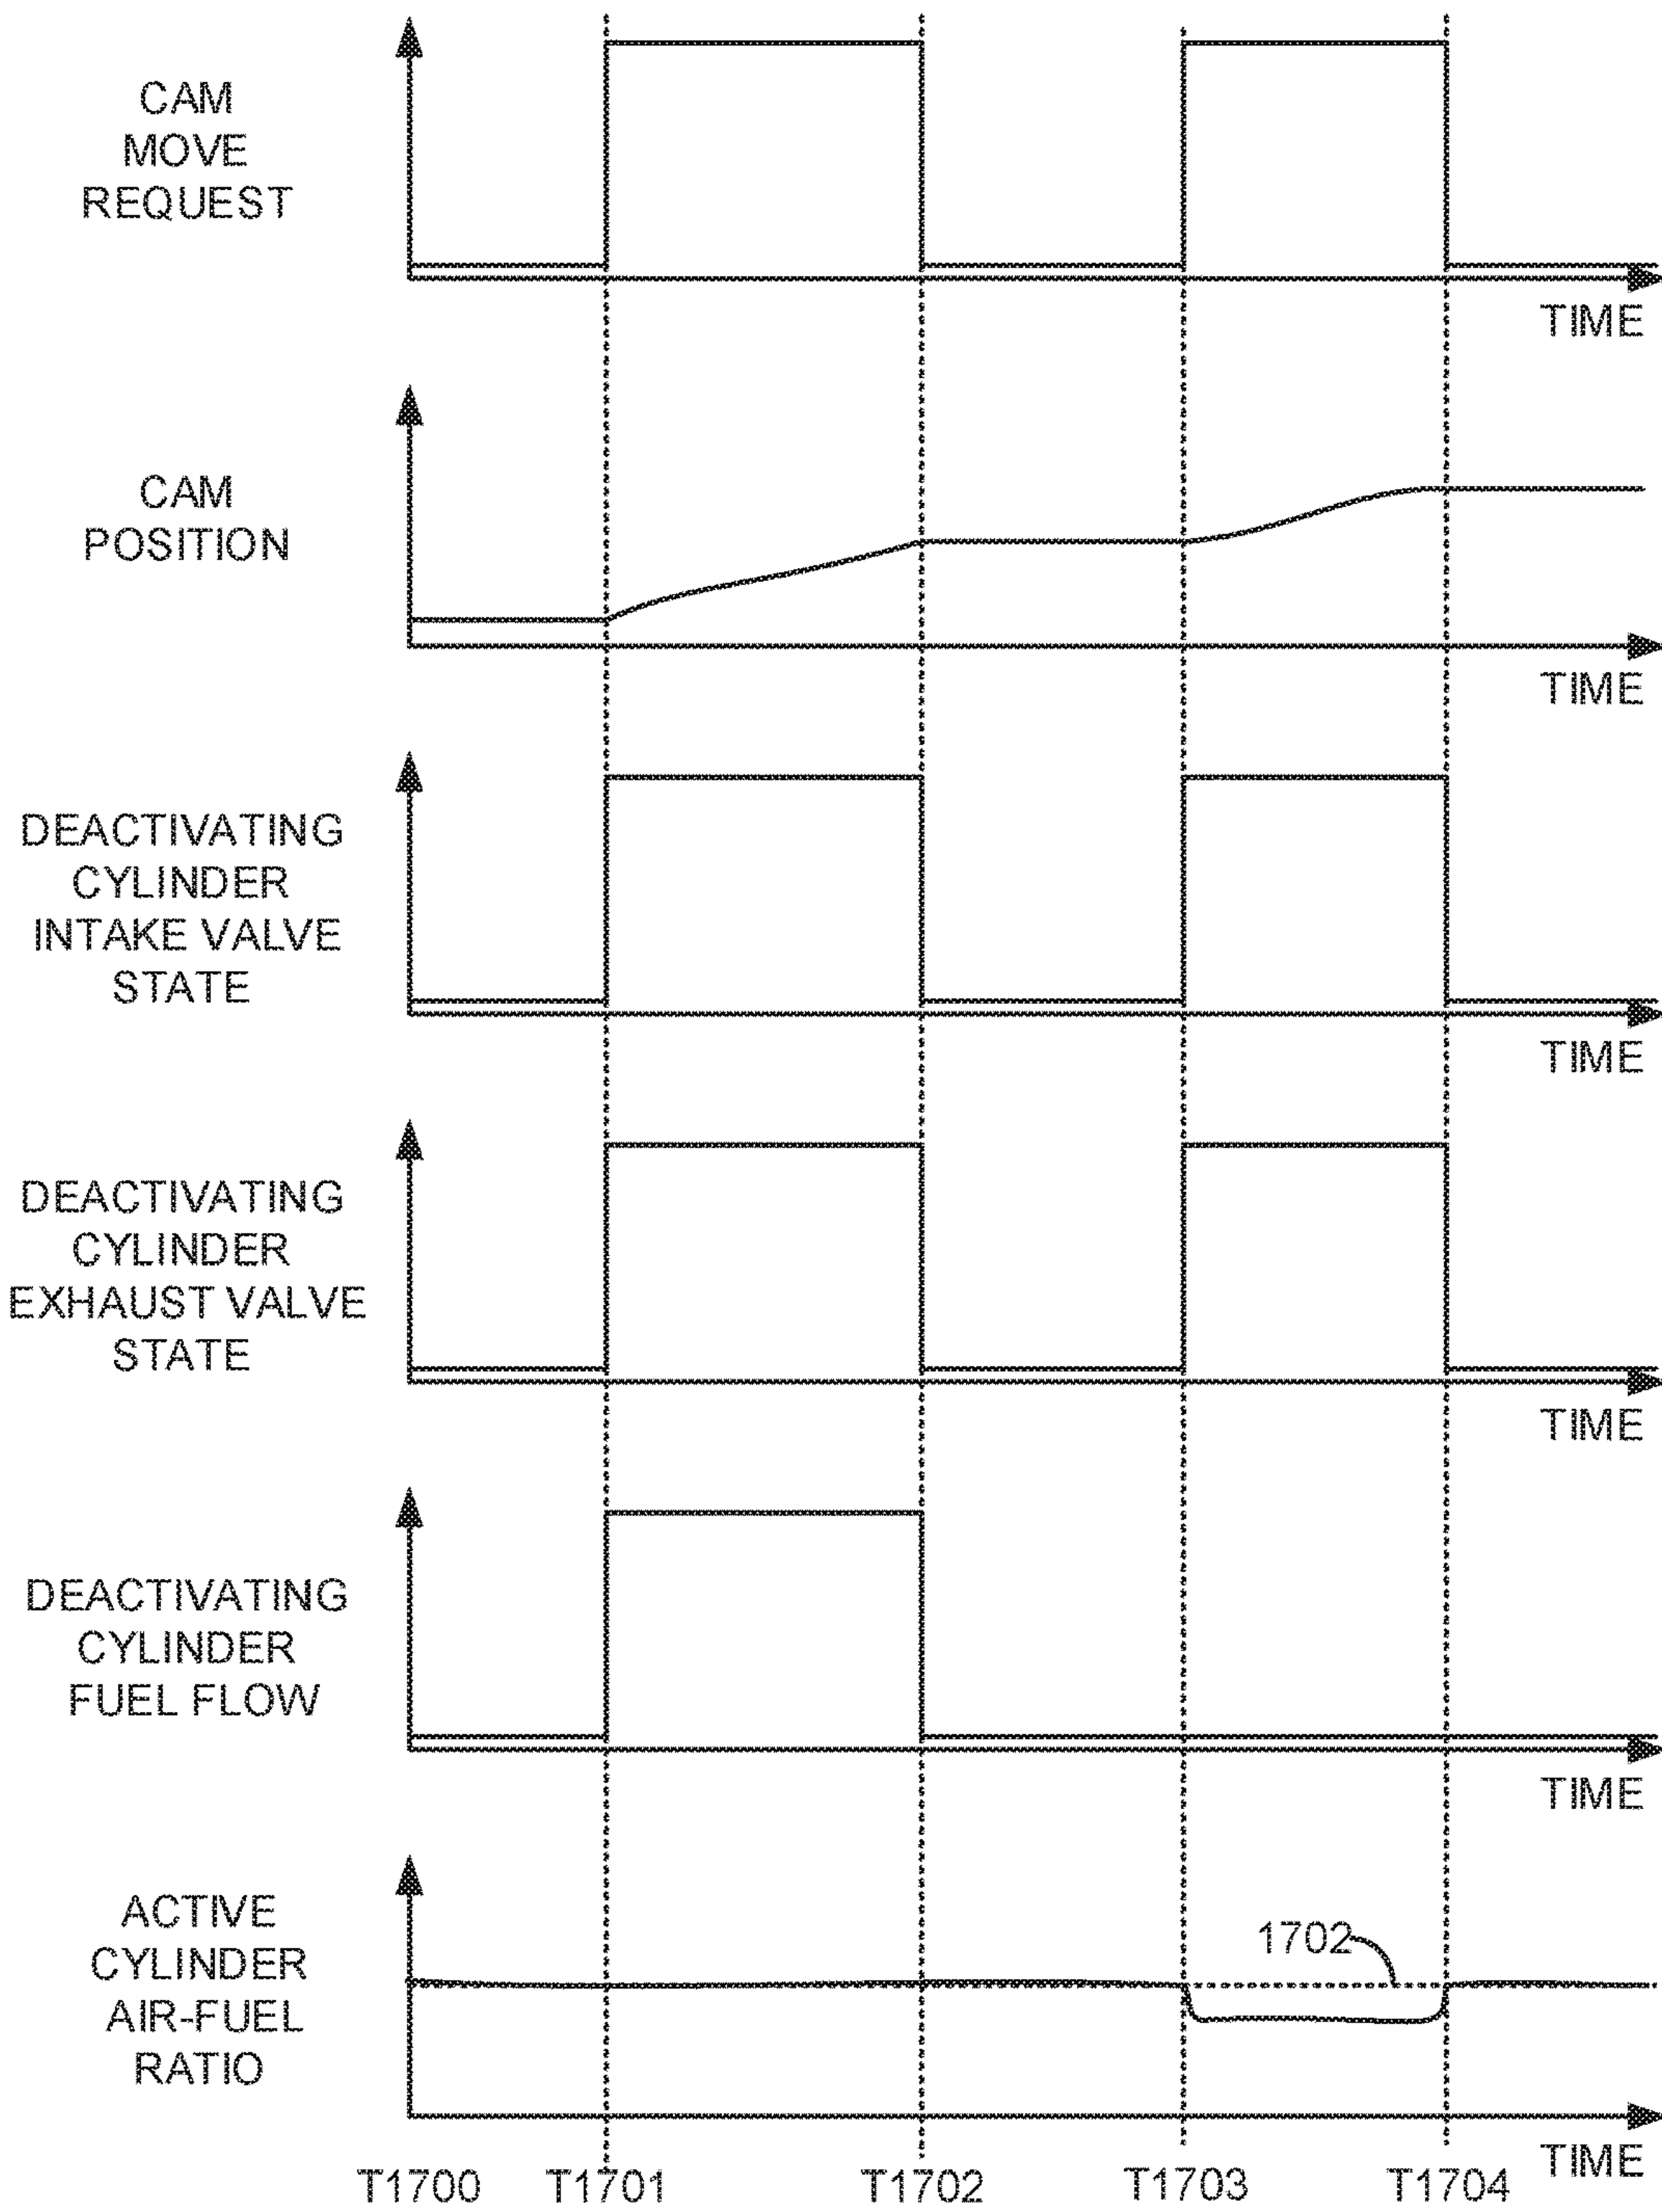 CAM
MOVE
REQUEST
TIME
CAM
POSITION
TIME
DEACTIVATING
CYLINDER
INTAKE VALVE
STATE
TIME
DEACTIVATING
CYLINDER
EXHAUST VALVE
STATE
TIME
DEACTIVATING
CYLINDER
FUEL FLOW
TIME
ACTIVE
CYLINDER
AIR-FUEL
RATIO
1702
TIME
T1700 T1701 T1702 T1703 T1704